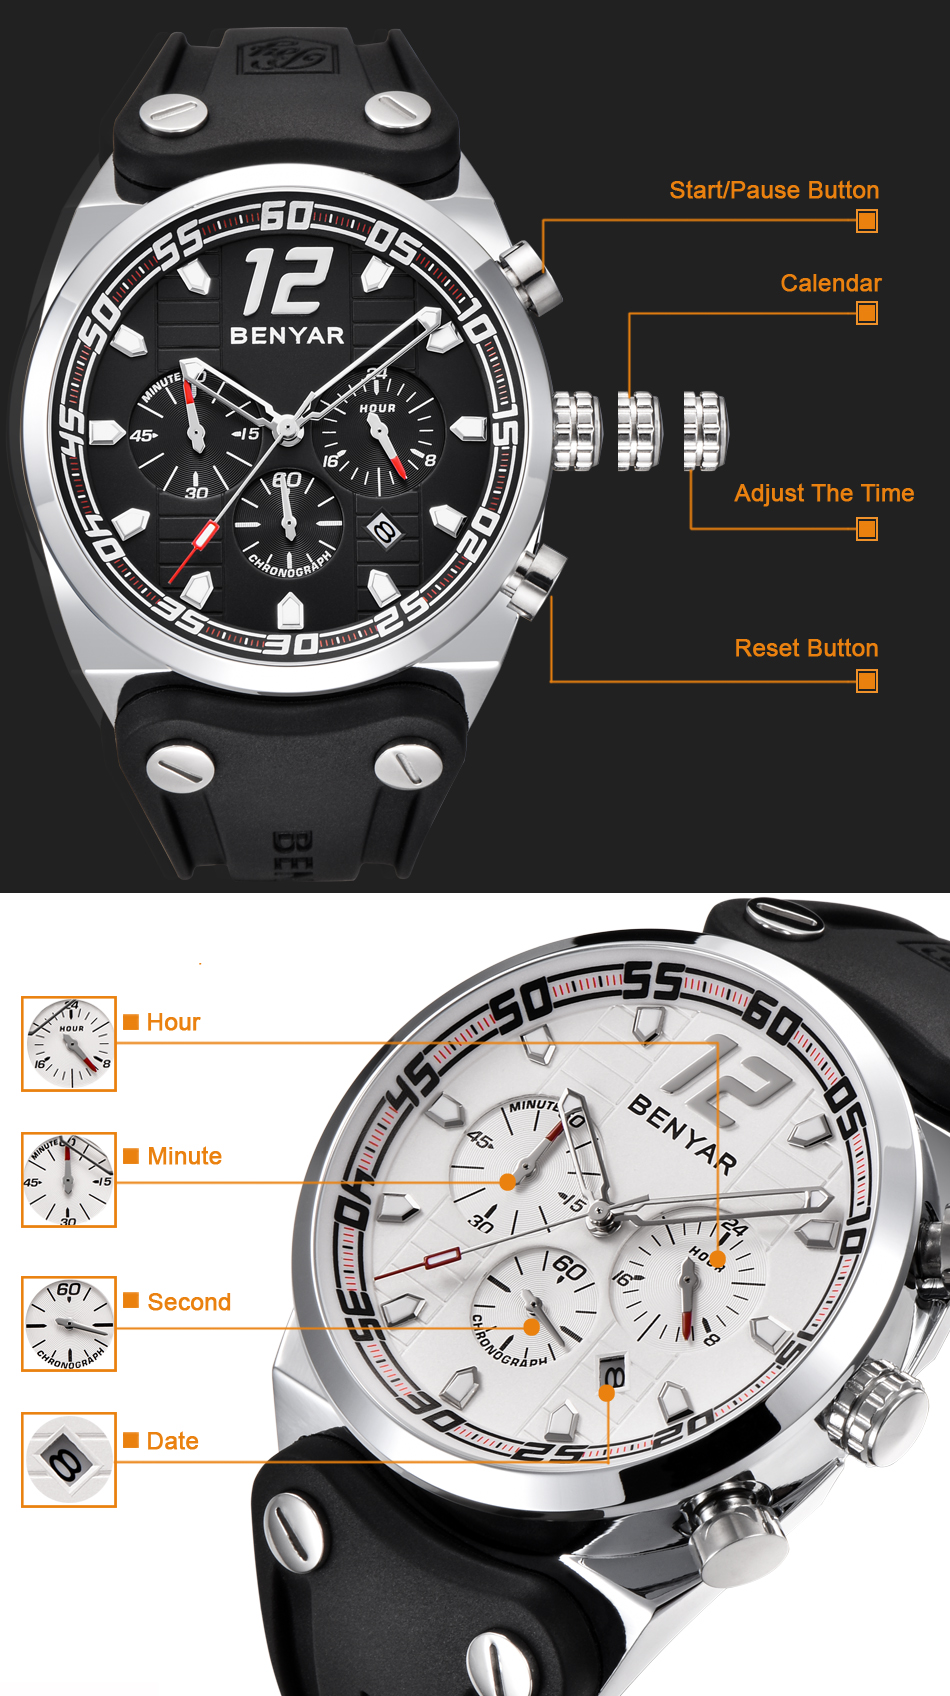 60
05
10
15
20
25
30
35
40
45
50
55
12
BENYAR
MINUTE
45
15
30
24
HOUR
16
8
60
CHRONOGRAPH
8
Start/Pause Button
Calendar
Adjust The Time
Reset Button
BEN
Hour
24
HOUR
16
8
Minute
MINUTE
45
15
30
Second
60
CHRONOGRAPH
Date
8
50
55
60
05
10
15
20
25
30
35
40
45
12
BENYAR
MINUTE
45
15
30
60
CHRONOGRAPH
24
HOUR
16
8
8